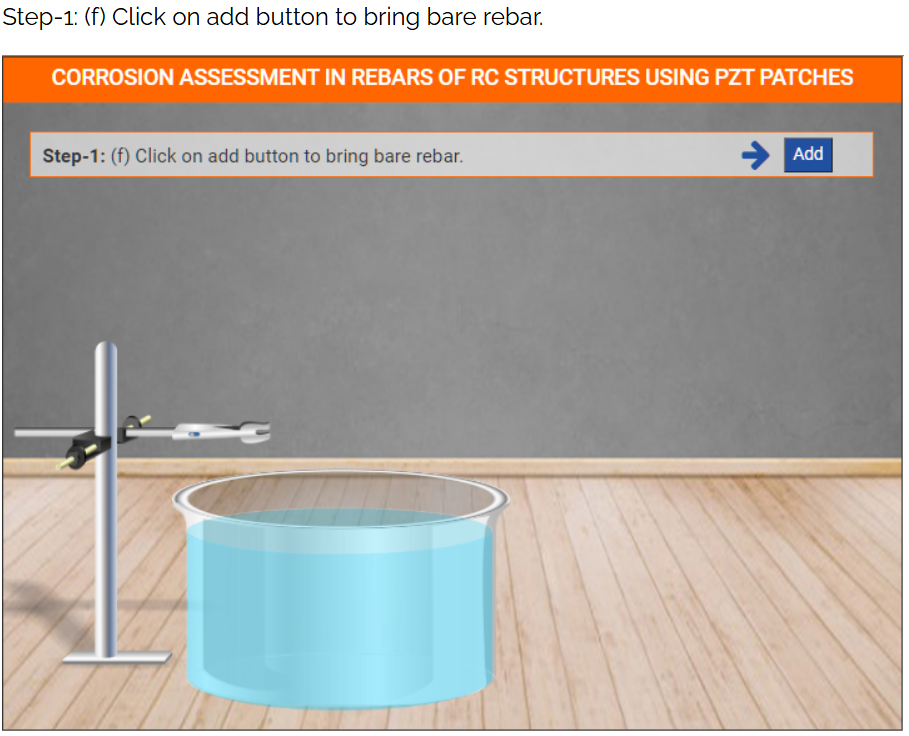 Step-1: (f) Click on add button to bring bare rebar.
CORROSION ASSESSMENT IN REBARS OF RC STRUCTURES USING PZT PATCHES
Step-1: (f) Click on add button to bring bare rebar.
Add